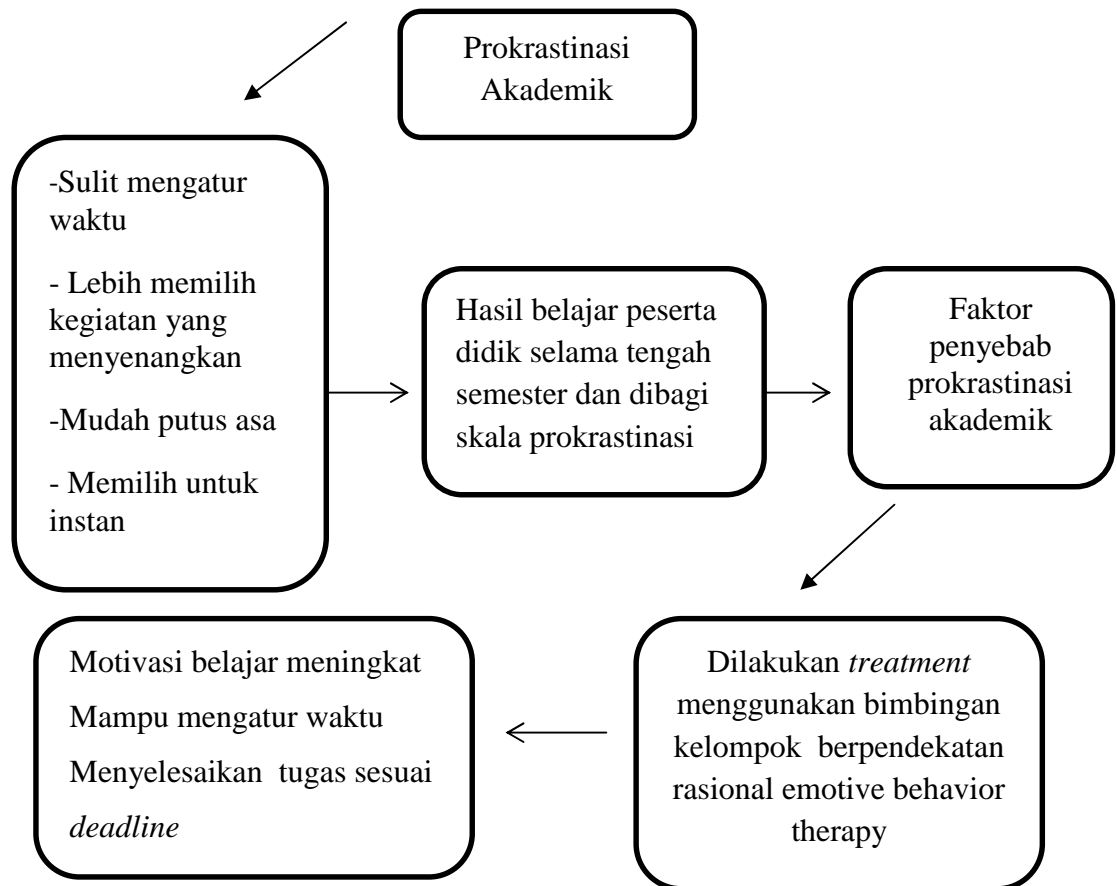 Prokrastinasi
Akademik
-Sulit mengatur
waktu
- Lebih memilih
kegiatan yang
menyenangkan
-Mudah putus asa
- Memilih untuk
instan
Hasil belajar peserta
didik selama tengah
semester dan dibagi
skala prokrastinasi
Faktor
penyebab
prokrastinasi
akademik
Dilakukan treatment
menggunakan bimbingan
kelompok berpendekatan
rasional emotive behavior
therapy
Motivasi belajar meningkat
Mampu mengatur waktu
Menyelesaikan tugas sesuai
deadline